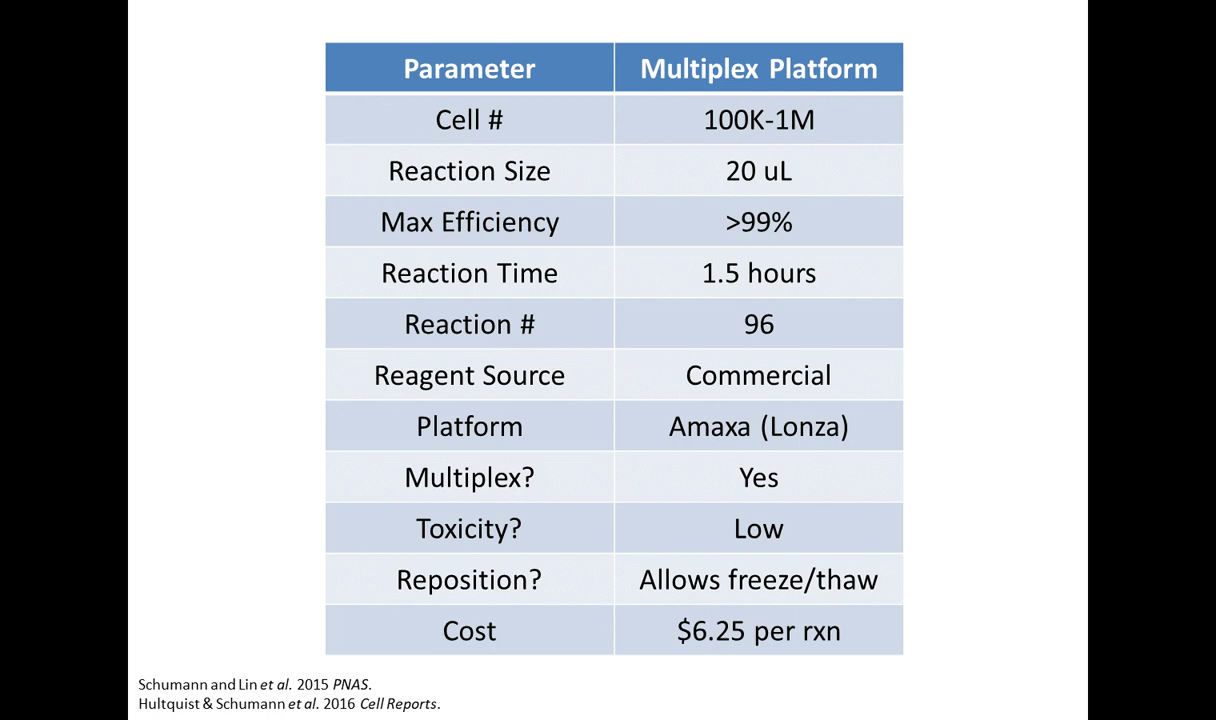 Parameter Multiplex Platform
Cell # 100K-1M
Reaction Size 20 uL
Max Efficiency >99%
Reaction Time 1.5 hours
Reaction # 96
Reagent Source Commercial
Platform Amaxa (Lonza)
Multiplex? Yes
Toxicity? Low
Reposition? Allows freeze/thaw
Cost $6.25 per rxn
Schumann and Lin et al. 2015 PNAS.
Hultquist & Schumann et al. 2016 Cell Reports.